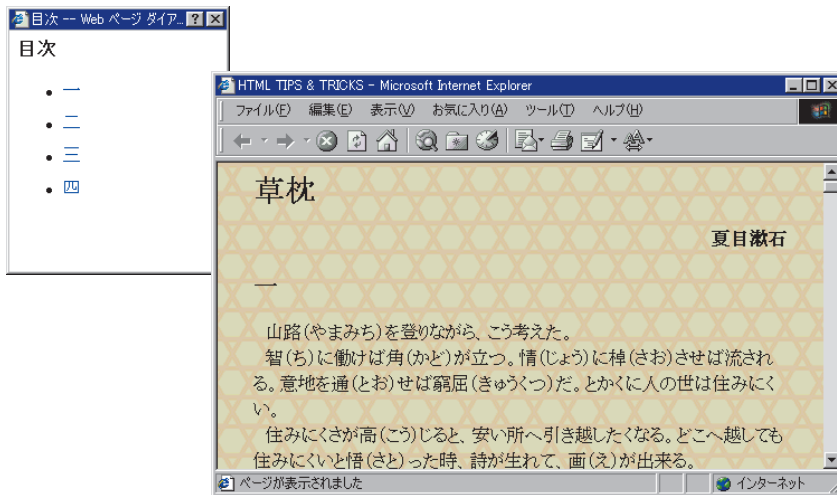 目次 -- Web ページ ダイア...
目次
一
二
三
四
HTML TIPS & TRICKS - Microsoft Internet Explorer
ファイル(F) 編集(E) 表示(V) お気に入り(A) ツール(T) ヘルプ(H)
草枕
夏目漱石
一
山路(やまみち)を登りながら、こう考えた。
智(ち)に働けば角(かど)が立つ。情(じょう)に棹(さお)させば流され
る。意地を通(とお)せば窮屈(きゅうくつ)だ。とかくに人の世は住みにく
い。
住みにくさが高(こう)じると、安い所へ引き越したくなる。どこへ越しても
住みにくいと悟(さと)った時、詩が生れて、画(え)が出来る。
ページが表示されました
インターネット